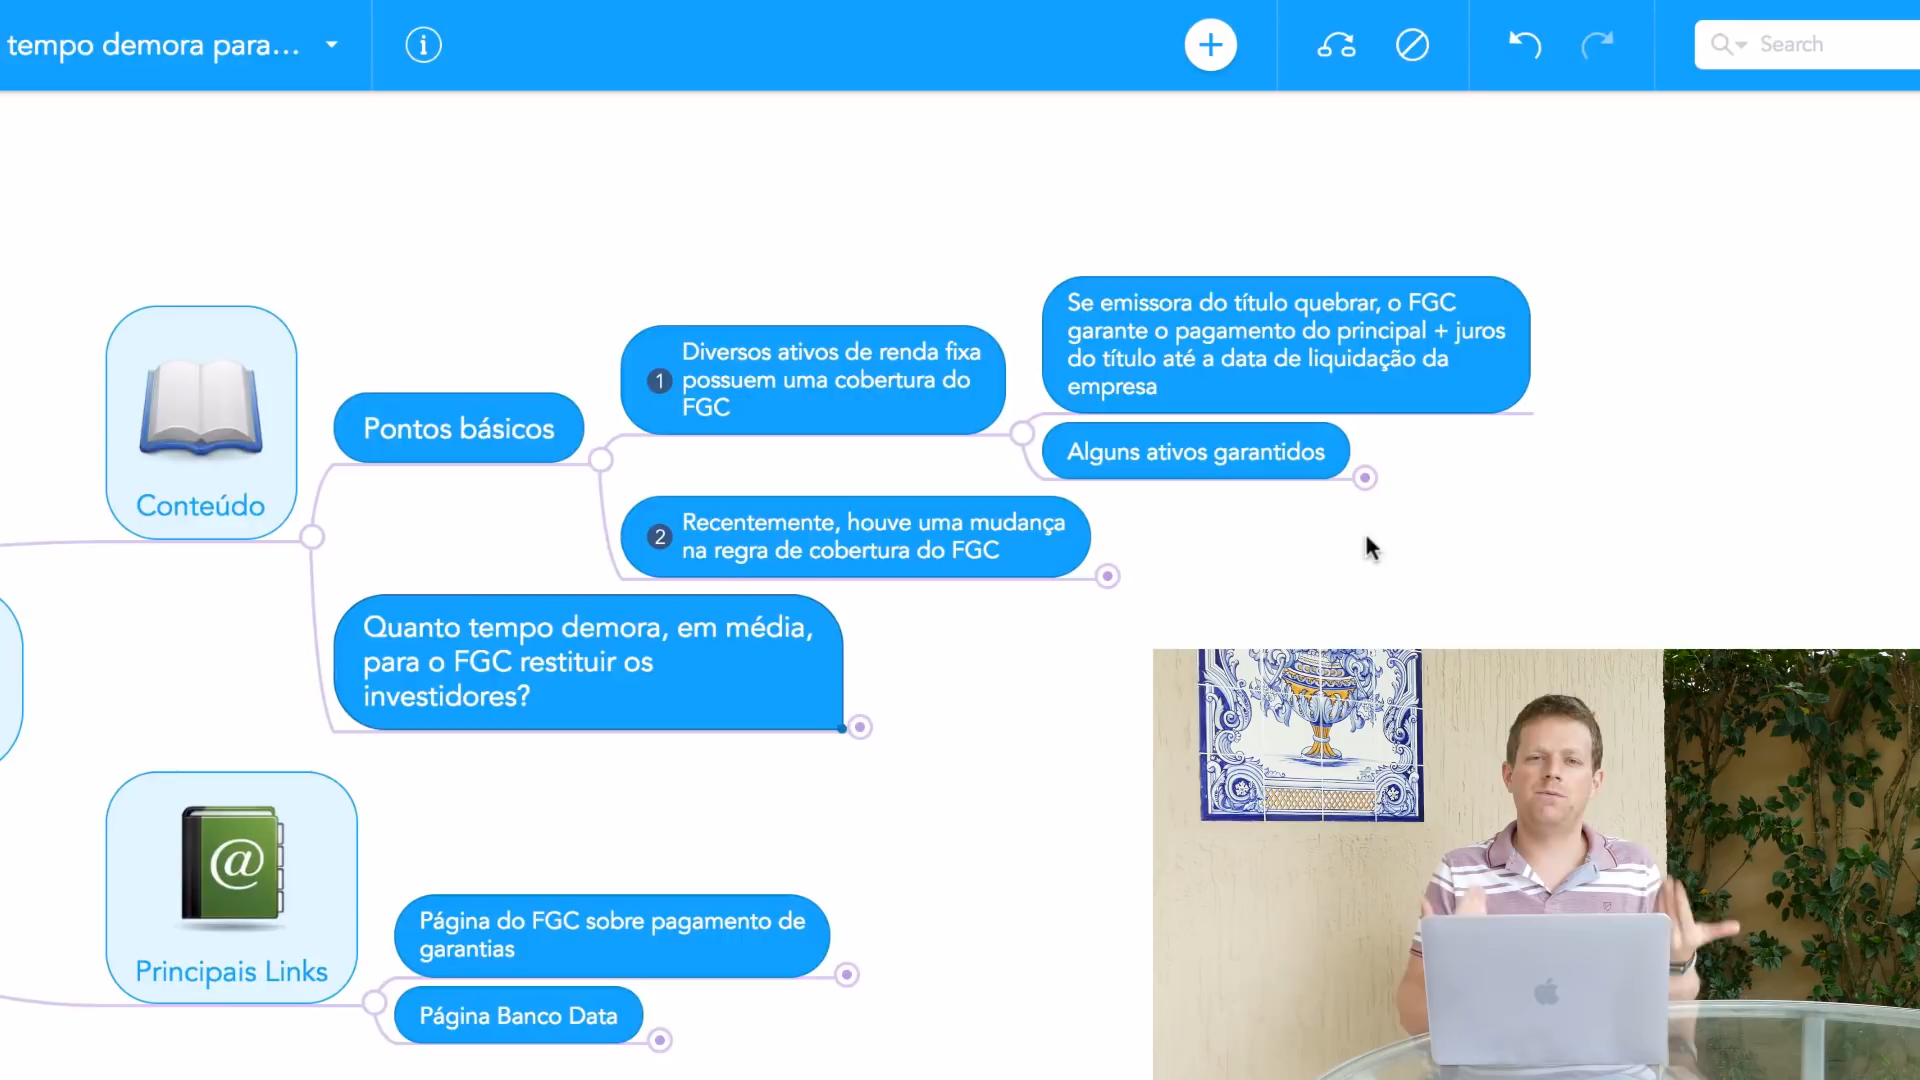 tempo demora para...
Search
Se emissora do título quebrar, o FGC
garante o pagamento do principal + juros
do título até a data de liquidação da
empresa
Diversos ativos de renda fixa
1 possuem uma cobertura do
FGC
Pontos básicos
Alguns ativos garantidos
Conteúdo
Recentemente, houve uma mudança
2 na regra de cobertura do FGC
Quanto tempo demora, em média,
para o FGC restituir os
investidores?
@
Página do FGC sobre pagamento de
garantias
Principais Links
Página Banco Data